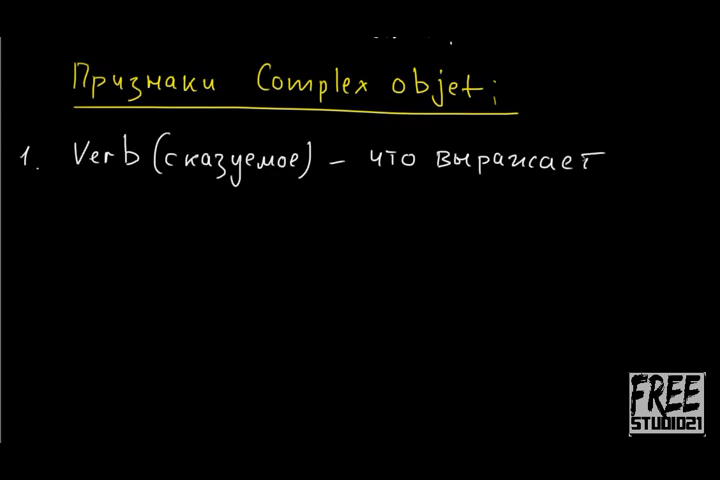 Признаки Complex objet;
1. Verb (сказуемое) – что выражает
FREE
STUDIO21